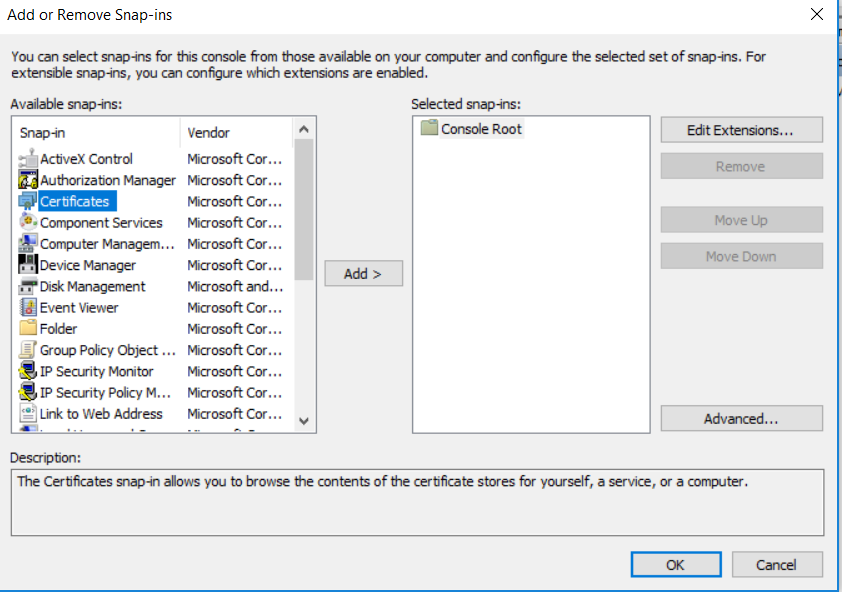 Add or Remove Snap-ins
You can select snap-ins for this console from those available on your computer and configure the selected set of snap-ins. For
extensible snap-ins, you can configure which extensions are enabled.
Available snap-ins:
Selected snap-ins:
Snap-in Vendor
ActiveX Control Microsoft Cor...
Authorization Manager Microsoft Cor...
Certificates Microsoft Cor...
Component Services Microsoft Cor...
Computer Managem... Microsoft Cor...
Device Manager Microsoft Cor...
Disk Management Microsoft and...
Event Viewer Microsoft Cor...
Folder Microsoft Cor...
Group Policy Object ... Microsoft Cor...
IP Security Monitor Microsoft Cor...
IP Security Policy M... Microsoft Cor...
Link to Web Address Microsoft Cor...
Add >
Console Root
Edit Extensions...
Remove
Move Up
Move Down
Advanced...
Description:
The Certificates snap-in allows you to browse the contents of the certificate stores for yourself, a service, or a computer.
OK
Cancel